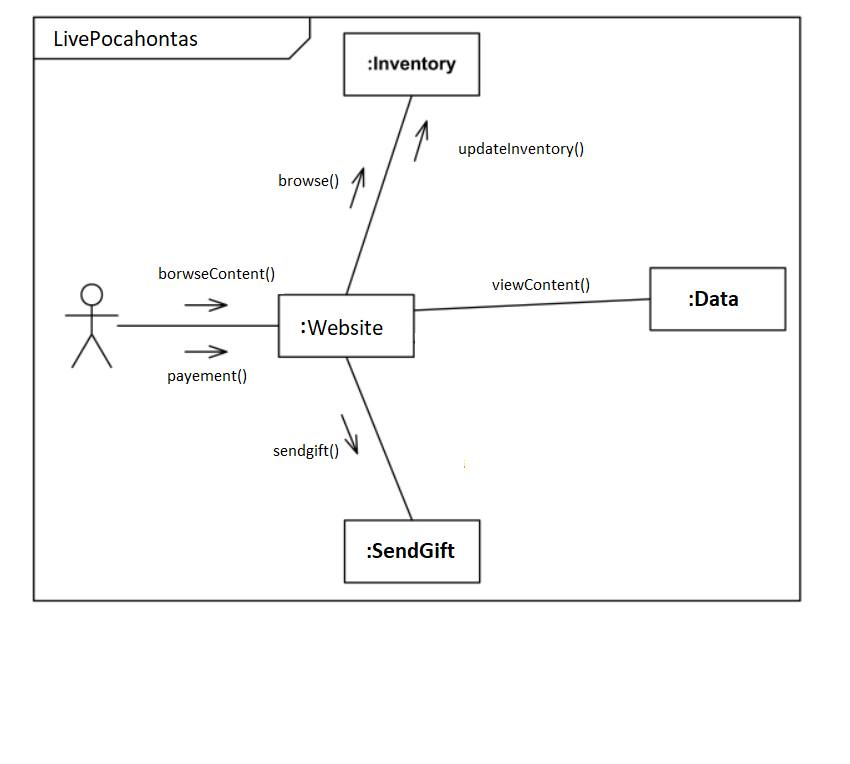 LivePocahontas
:Inventory
updateInventory()
browse()
borwseContent()
viewContent()
:Data
:Website
payement()
sendgift()
:SendGift